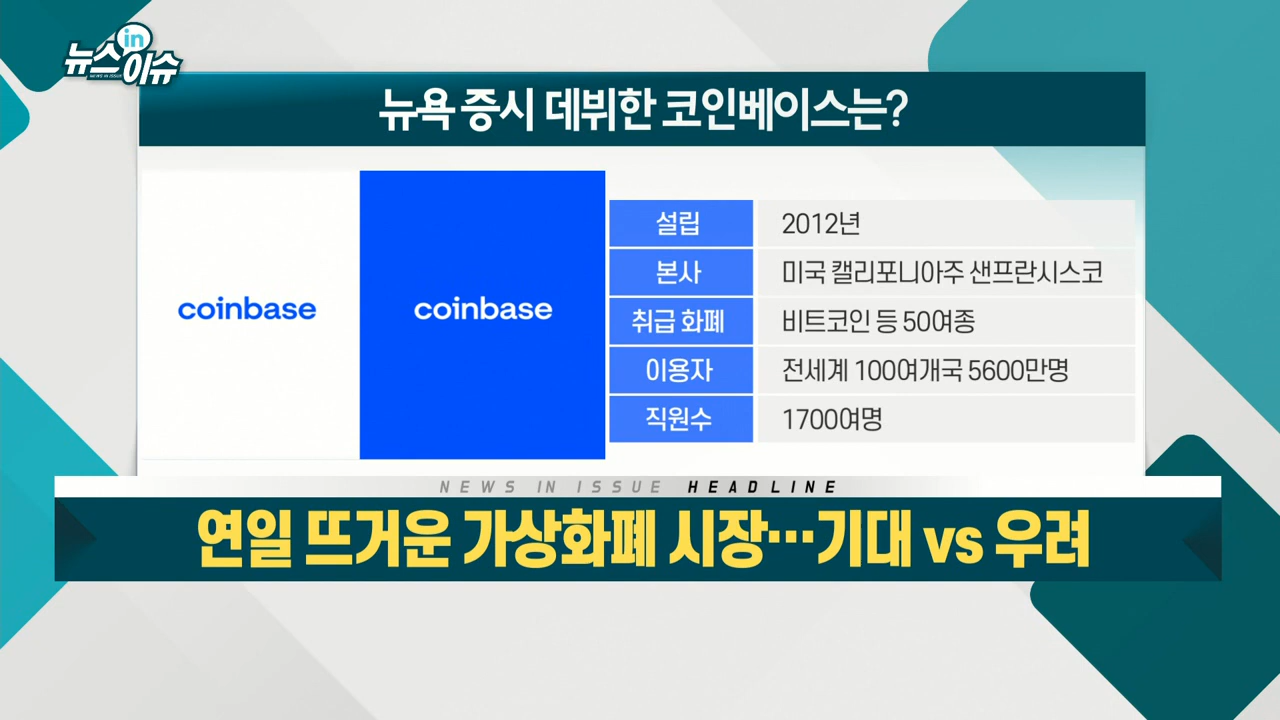 뉴스in이슈
NEWS IN ISSUE
뉴욕 증시 데뷔한 코인베이스는?
coinbase
coinbase
설립 2012년
본사 미국 캘리포니아주 샌프란시스코
취급 화폐 비트코인 등 50여종
이용자 전세계 100여개국 5600만명
직원수 1700여명
NEWS IN ISSUE HEADLINE
연일 뜨거운 가상화폐 시장…기대 vs 우려